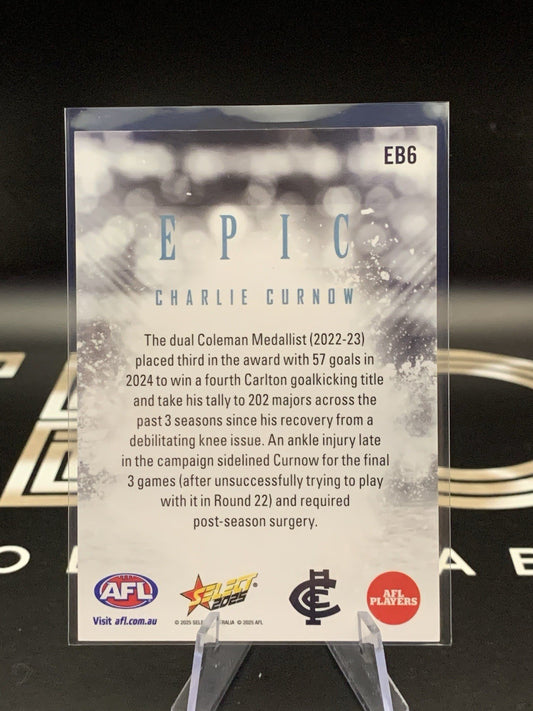 EB6
EPIC
CHARLIE CURNOW
The dual Coleman Medallist (2022-23)
placed third in the award with 57 goals in
2024 to win a fourth Carlton goalkicking title
and take his tally to 202 majors across the
past 3 seasons since his recovery from a
debilitating knee issue. An ankle injury late
in the campaign sidelined Curnow for the final
3 games (after unsuccessfully trying to play
with it in Round 22) and required
post-season surgery.
AFL
Visit afl.com.au
SELECT
2025
© 2025 SELECT AUSTRALIA © 2025 AFL
CFC
AFL
PLAYERS